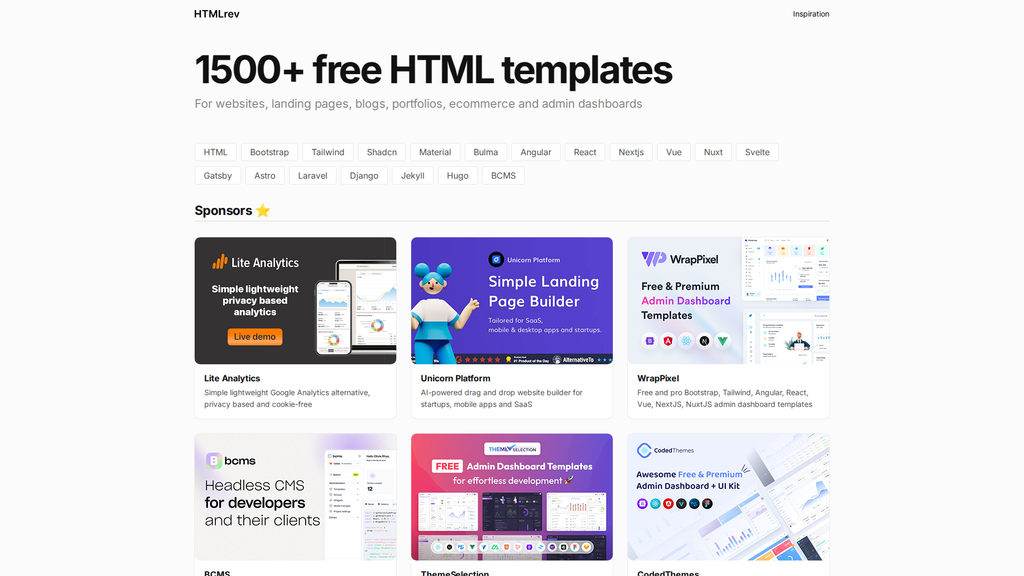 HTMLrev
Inspiration
1500+ free HTML templates
For websites, landing pages, blogs, portfolios, ecommerce and admin dashboards
HTML
Bootstrap
Tailwind
Shadcn
Material
Bulma
Angular
React
Nextjs
Vue
Nuxt
Svelte
Gatsby
Astro
Laravel
Django
Jekyll
Hugo
BCMS
Sponsors ⭐
Lite Analytics
Simple lightweight
privacy based
analytics
Live demo
Unicorn Platform
Simple Landing
Page Builder
Tailored for SaaS,
mobile & desktop apps and startups.
#1 Product of the Day
AlternativeTo
WrapPixel
Free & Premium
Admin Dashboard
Templates
Lite Analytics
Simple lightweight Google Analytics alternative,
privacy based and cookie-free
Unicorn Platform
AI-powered drag and drop website builder for
startups, mobile apps and SaaS
WrapPixel
Free and pro Bootstrap, Tailwind, Angular, React,
Vue, NextJS, NuxtJS admin dashboard templates
bcms
Headless CMS
for developers
and their clients
THEMESELECTION
FREE Admin Dashboard Templates
for effortless development 🚀
CodedThemes
Awesome Free & Premium
Admin Dashboard + UI Kit
BCMS
ThemeSelection
CodedThemes